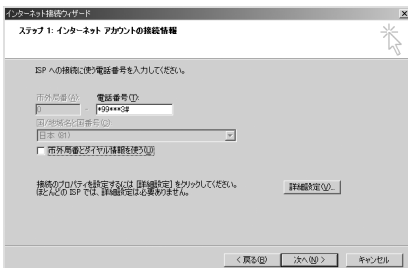 インターネット接続ウィザード
ステップ 1: インターネット アカウントの接続情報
ISP への接続に使う電話番号を入力してください。
市外局番(A): 電話番号(T):
0 - *99***3#
国/地域名と国番号(C):
日本 (81)
市外局番とダイヤル情報を使う(U)
接続のプロパティを設定するには [詳細設定] をクリックしてください。
ほとんどの ISP では、詳細設定は必要ありません。
詳細設定(V)...
< 戻る(B) 次へ(N) > キャンセル